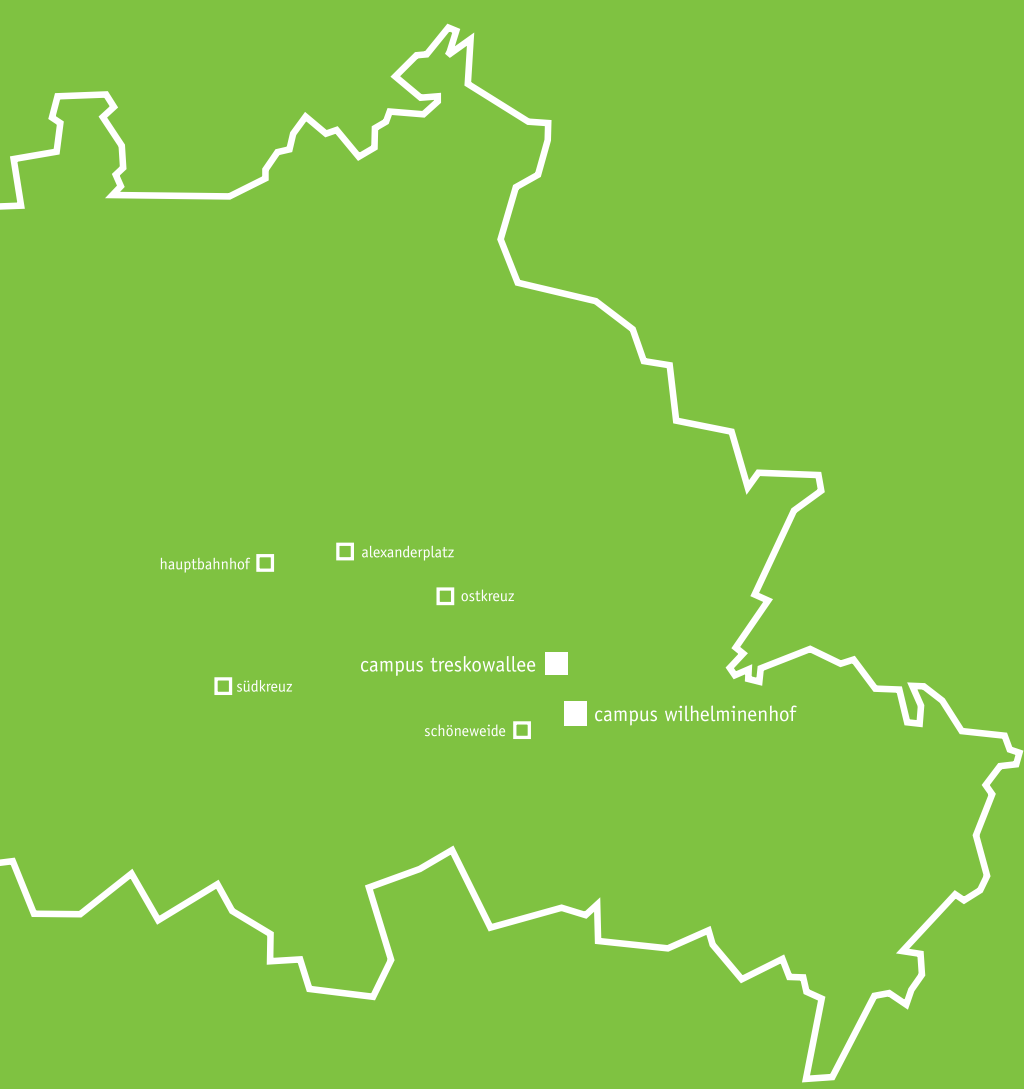 alexanderplatz
hauptbahnhof
ostkreuz
campus treskowallee
südkreuz
campus wilhelminenhof
schöneweide